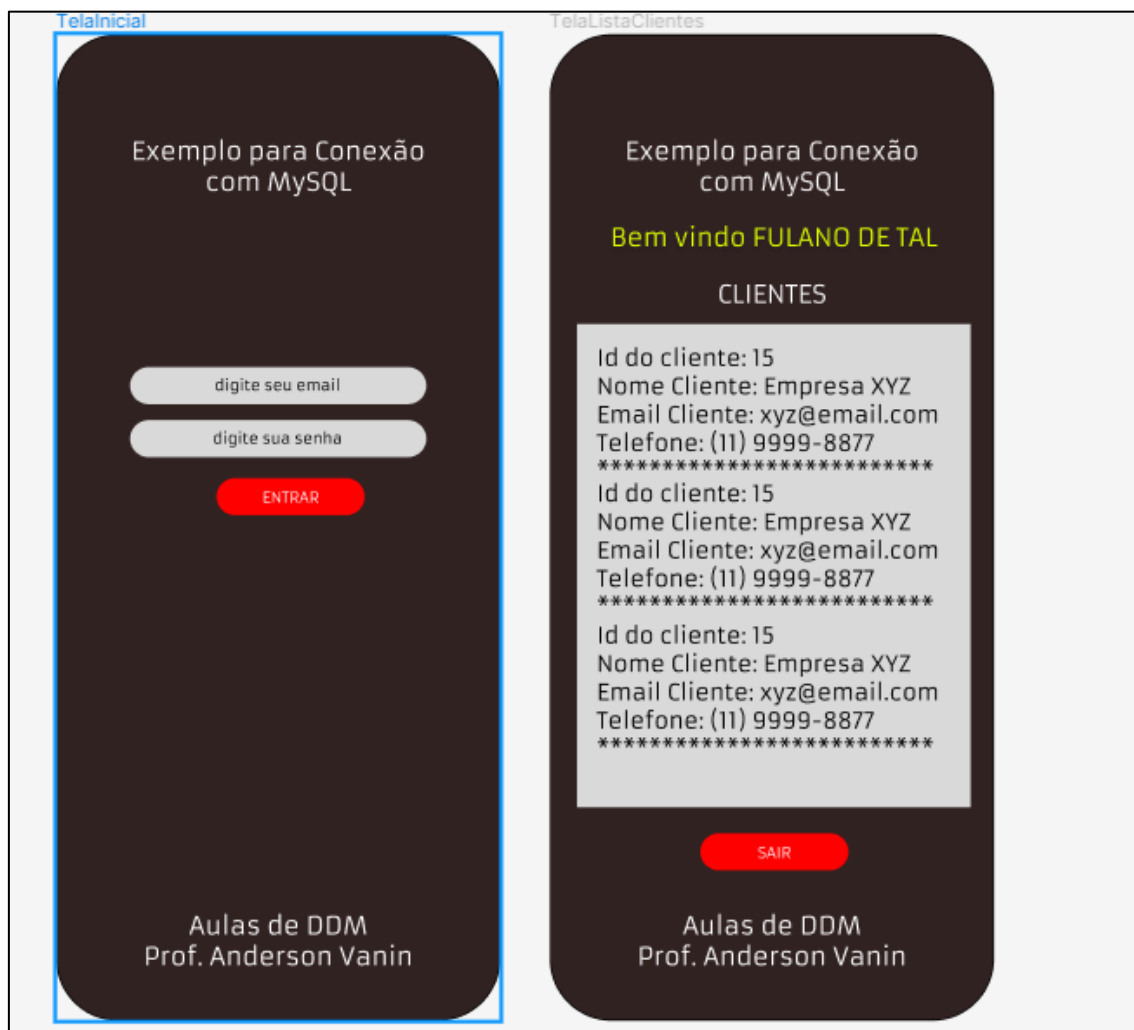 TelaInicial
Exemplo para Conexão
com MySQL
digite seu email
digite sua senha
ENTRAR
Aulas de DDM
Prof. Anderson Vanin
TelaListaClientes
Exemplo para Conexão
com MySQL
Bem vindo FULANO DE TAL
CLIENTES
Id do cliente: 15
Nome Cliente: Empresa XYZ
Email Cliente: xyz@email.com
Telefone: (11) 9999-8877
**************************
Id do cliente: 15
Nome Cliente: Empresa XYZ
Email Cliente: xyz@email.com
Telefone: (11) 9999-8877
**************************
Id do cliente: 15
Nome Cliente: Empresa XYZ
Email Cliente: xyz@email.com
Telefone: (11) 9999-8877
**************************
SAIR
Aulas de DDM
Prof. Anderson Vanin